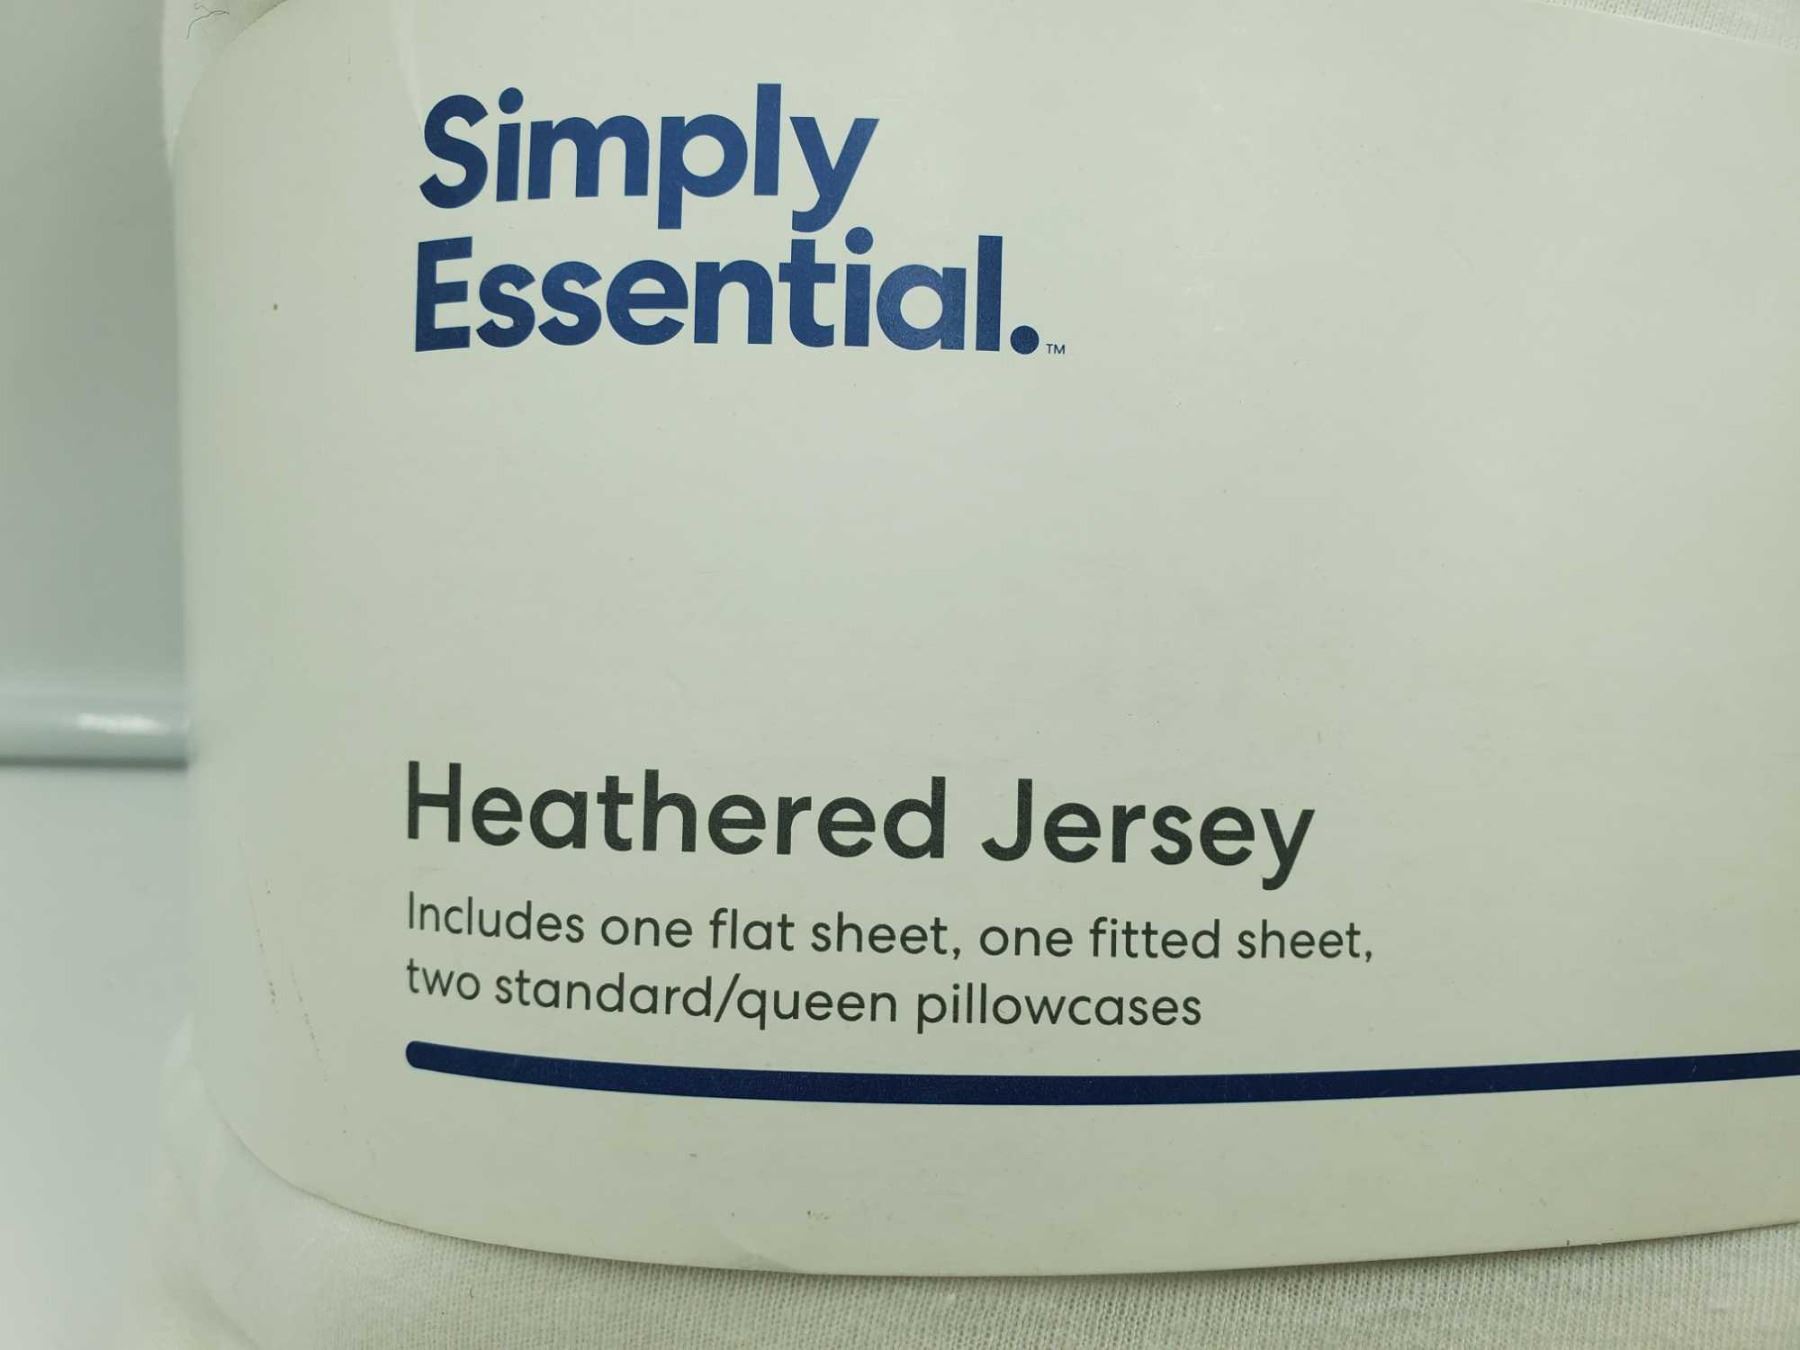 Simply
Essential.™
Heathered Jersey
Includes one flat sheet, one fitted sheet,
two standard/queen pillowcases